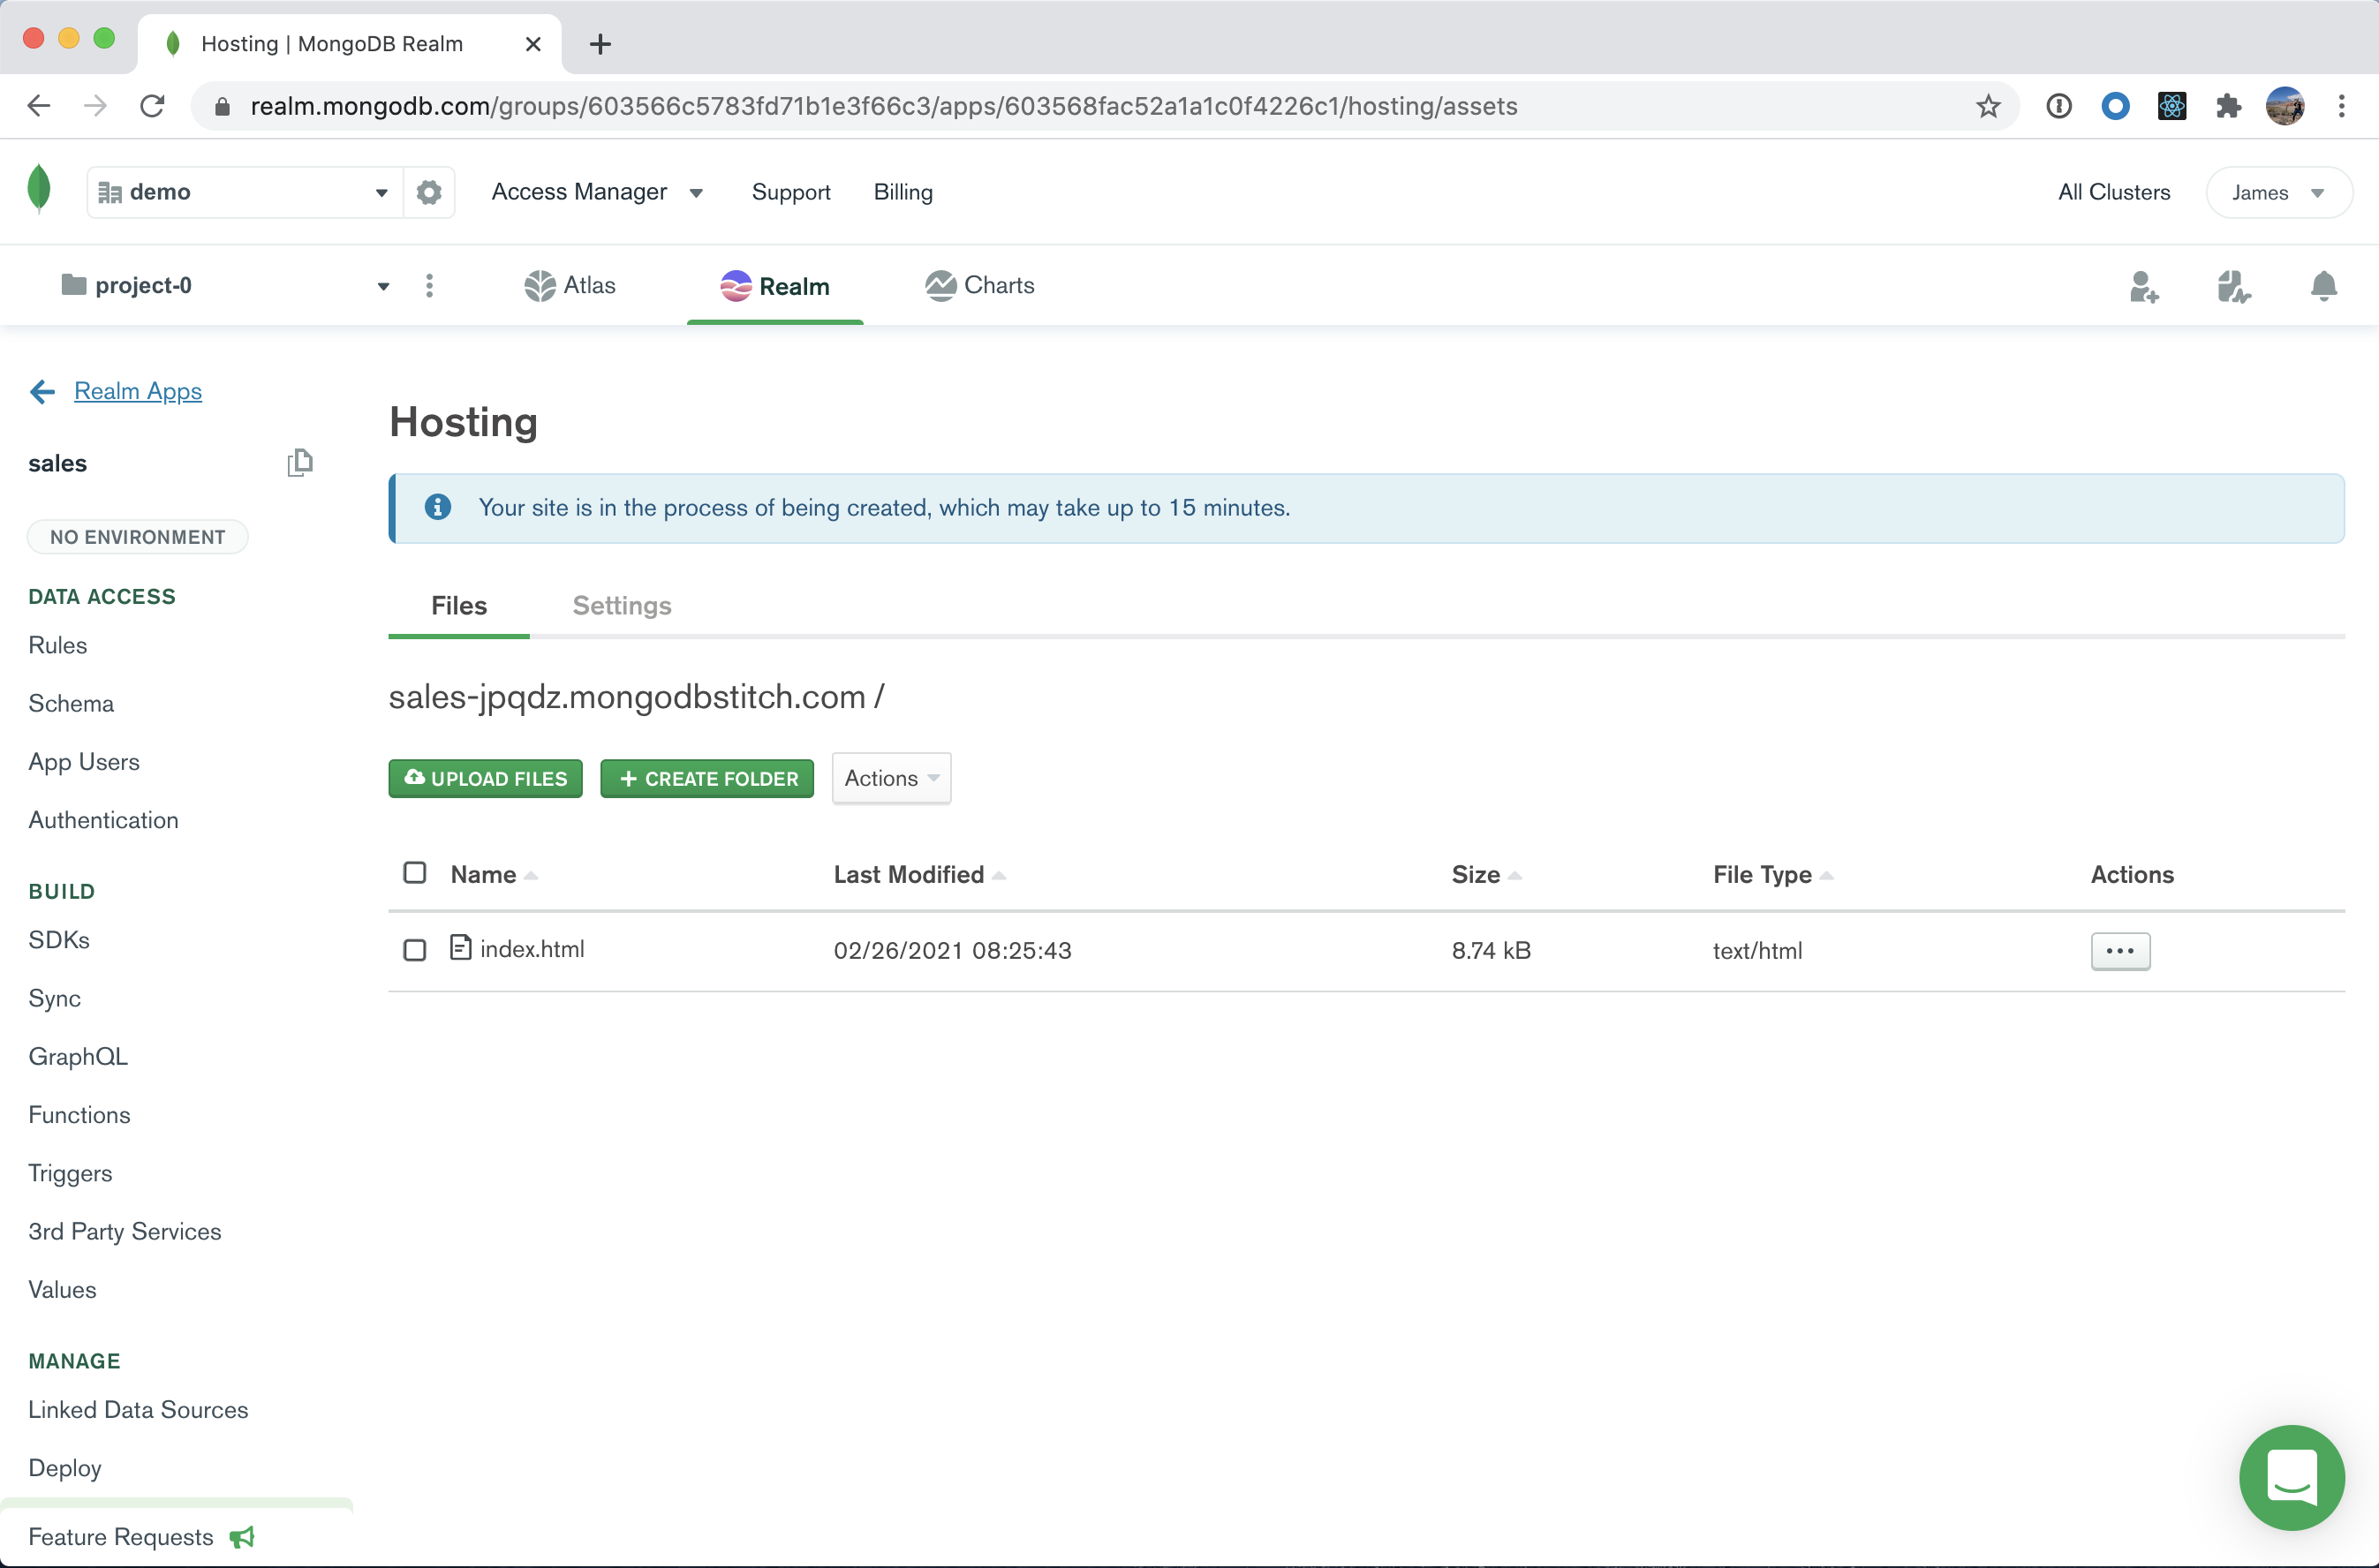 Hosting | MongoDB Realm
realm.mongodb.com/groups/603566c5783fd71b1e3f66c3/apps/603568fac52a1a1c0f4226c1/hosting/assets
demo
Access Manager
Support
Billing
All Clusters
James
project-0
Atlas
Realm
Charts
Realm Apps
sales
NO ENVIRONMENT
DATA ACCESS
Rules
Schema
App Users
Authentication
BUILD
SDKs
Sync
GraphQL
Functions
Triggers
3rd Party Services
Values
MANAGE
Linked Data Sources
Deploy
Feature Requests
Hosting
Your site is in the process of being created, which may take up to 15 minutes.
Files Settings
sales-jpqdz.mongodbstitch.com /
UPLOAD FILES + CREATE FOLDER Actions
Name Last Modified Size File Type Actions
index.html 02/26/2021 08:25:43 8.74 kB text/html